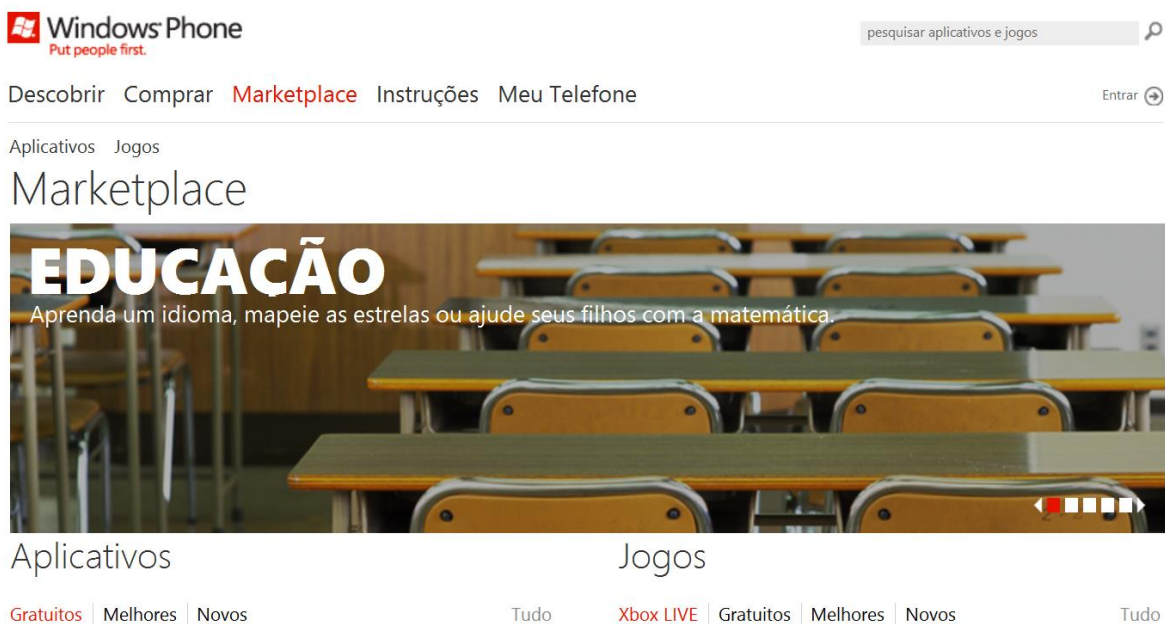 Windows Phone
Put people first.
pesquisar aplicativos e jogos
Descobrir Comprar Marketplace Instruções Meu Telefone
Entrar
Aplicativos Jogos
Marketplace
EDUCAÇÃO
Aprenda um idioma, mapeie as estrelas ou ajude seus filhos com a matemática.
Aplicativos
Jogos
Gratuitos Melhores Novos Tudo
Xbox LIVE Gratuitos Melhores Novos Tudo